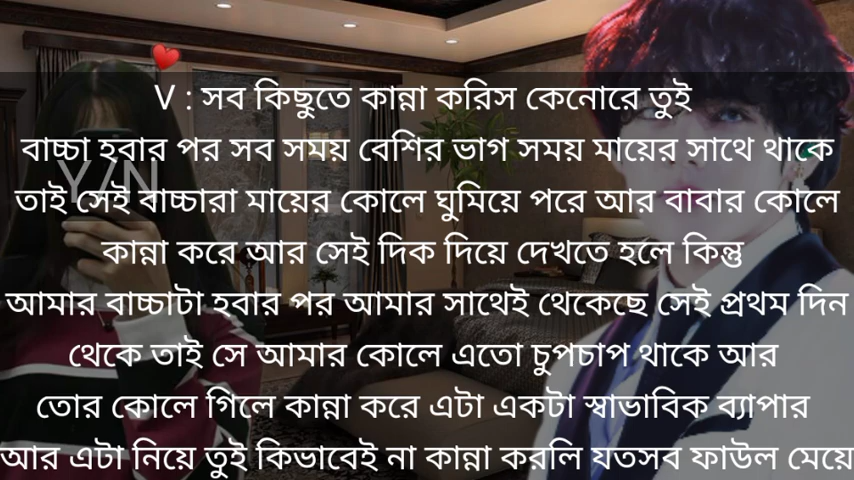 V : সব কিছুতে কান্না করিস কেনোরে তুই
বাচ্চা হবার পর সব সময় বেশির ভাগ সময় মায়ের সাথে থাকে
Y/N
তাই সেই বাচ্চারা মায়ের কোলে ঘুমিয়ে পরে আর বাবার কোলে
কান্না করে আর সেই দিক দিয়ে দেখতে হলে কিন্তু
আমার বাচ্চাটা হবার পর আমার সাথেই থেকেছে সেই প্রথম দিন
থেকে তাই সে আমার কোলে এতো চুপচাপ থাকে আর
তোর কোলে গিলে কান্না করে এটা একটা স্বাভাবিক ব্যাপার
আর এটা নিয়ে তুই কিভাবেই না কান্না করলি যতসব ফাউল মেয়ে